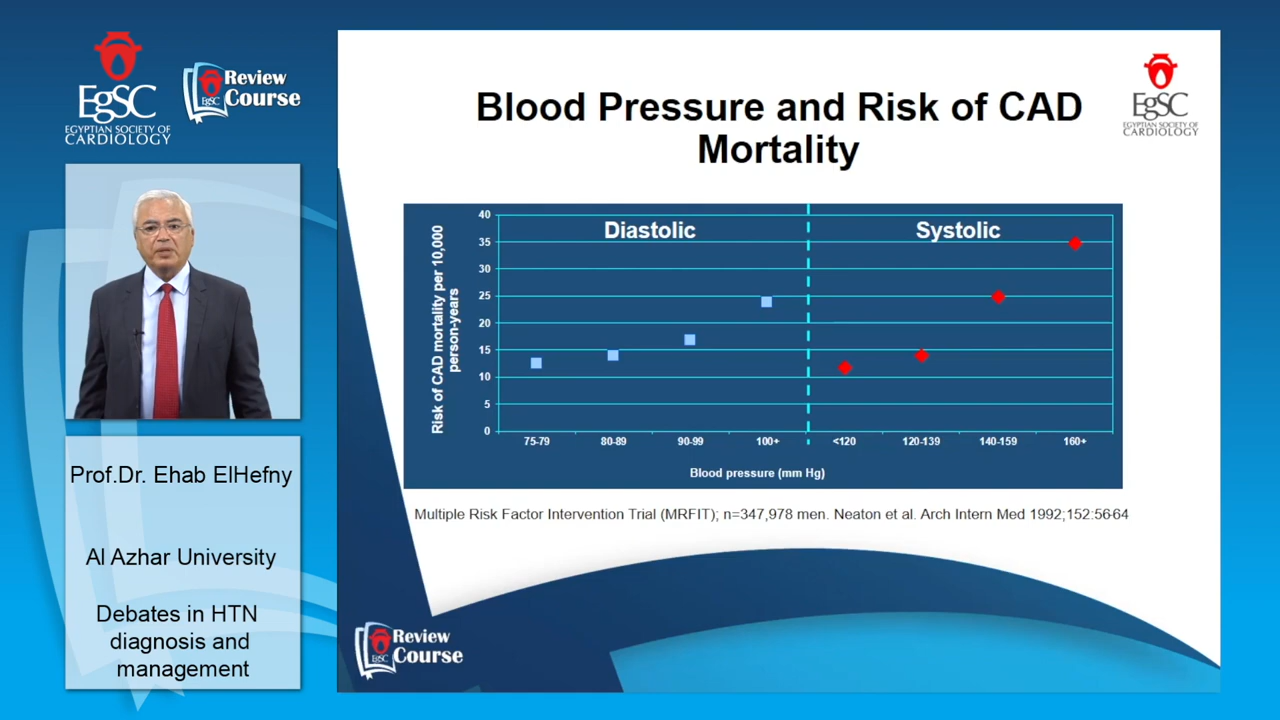 EgSC
EGYPTIAN SOCIETY OF
CARDIOLOGY
EgSC
Review
Course
Prof.Dr. Ehab ElHefny
Al Azhar University
Debates in HTN
diagnosis and
management
EgSC
EGYPTIAN SOCIETY OF
CARDIOLOGY
Blood Pressure and Risk of CAD
Mortality
Risk of CAD mortality per 10,000
person-years
40
35
30
25
20
15
10
5
0
Diastolic
Systolic
75-79 80-89 90-99 100+ <120 120-139 140-159 160+
Blood pressure (mm Hg)
Multiple Risk Factor Intervention Trial (MRFIT); n=347,978 men. Neaton et al. Arch Intern Med 1992;152:56-64
EgSC
Review
Course